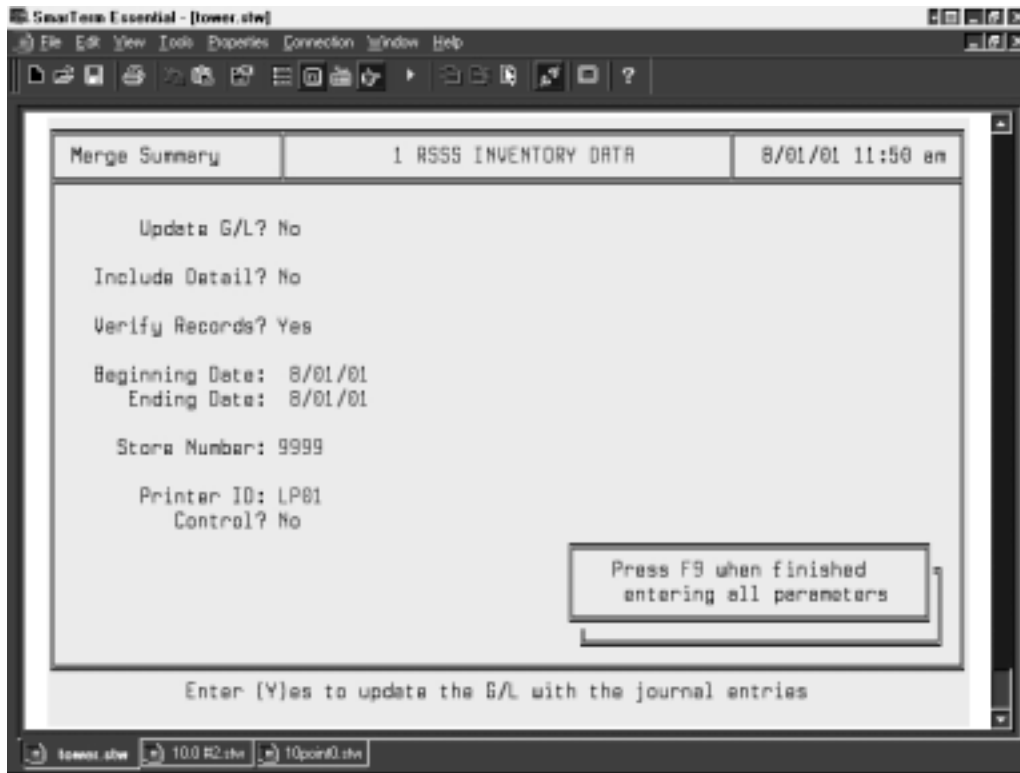 SmarTerm Essential - [tower.stw]
File Edit View Tools Properties Connection Window Help
Merge Summary
1 RSSS INVENTORY DATA
8/01/01 11:50 am
Update G/L? No
Include Detail? No
Verify Records? Yes
Beginning Date: 8/01/01
Ending Date: 8/01/01
Store Number: 9999
Printer ID: LP01
Control? No
Press F9 when finished
entering all parameters
Enter (Y)es to update the G/L with the journal entries
tower.stw 10.0 #2.stw 10point0.stw